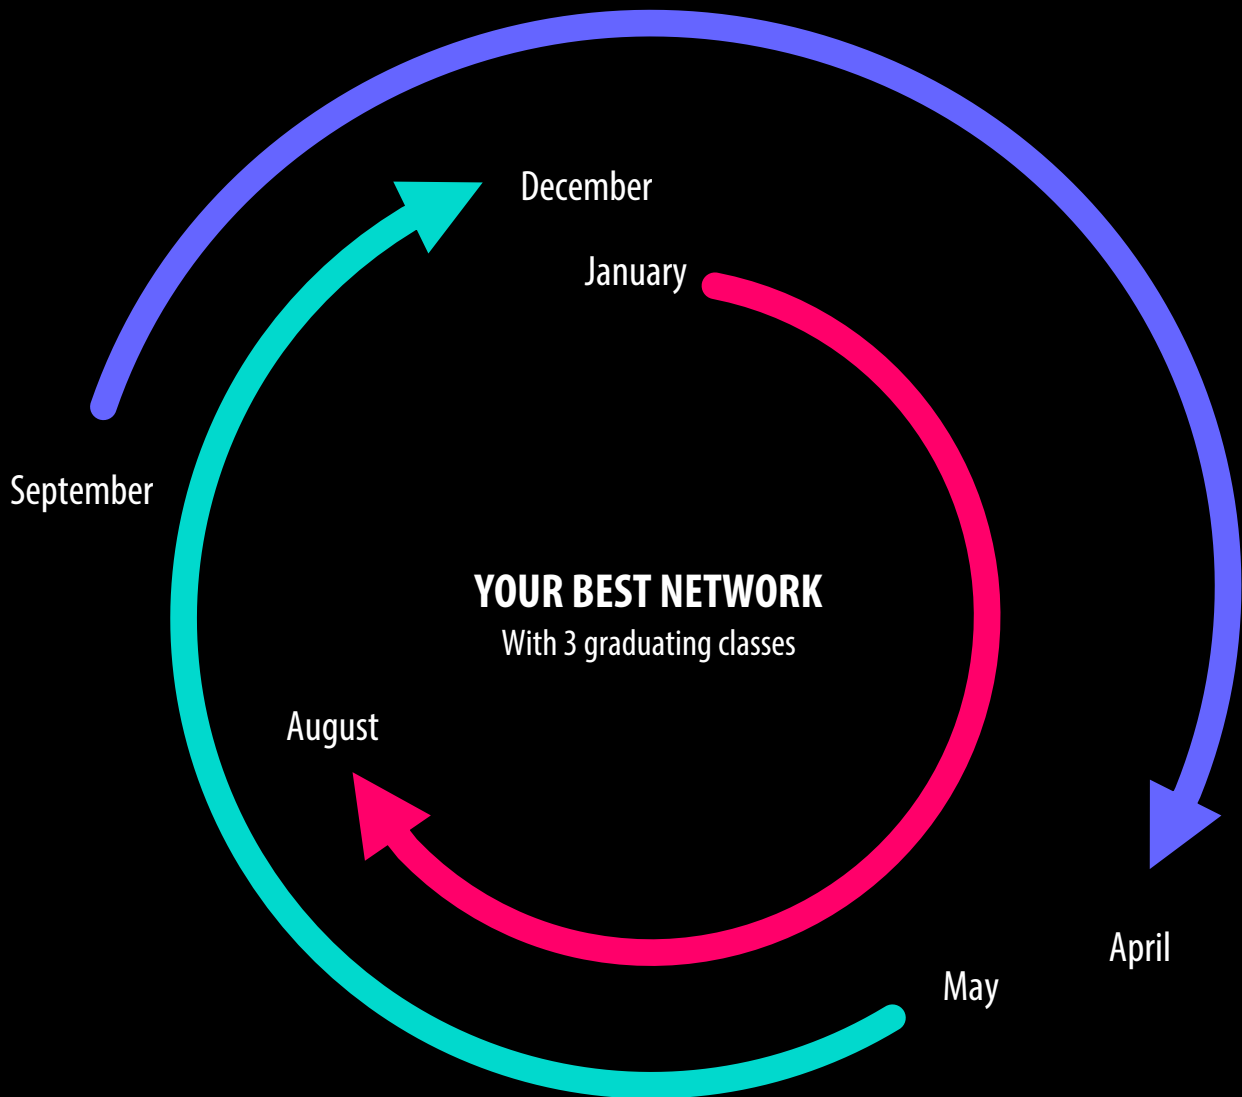 December
January
September
YOUR BEST NETWORK
With 3 graduating classes
August
April
May